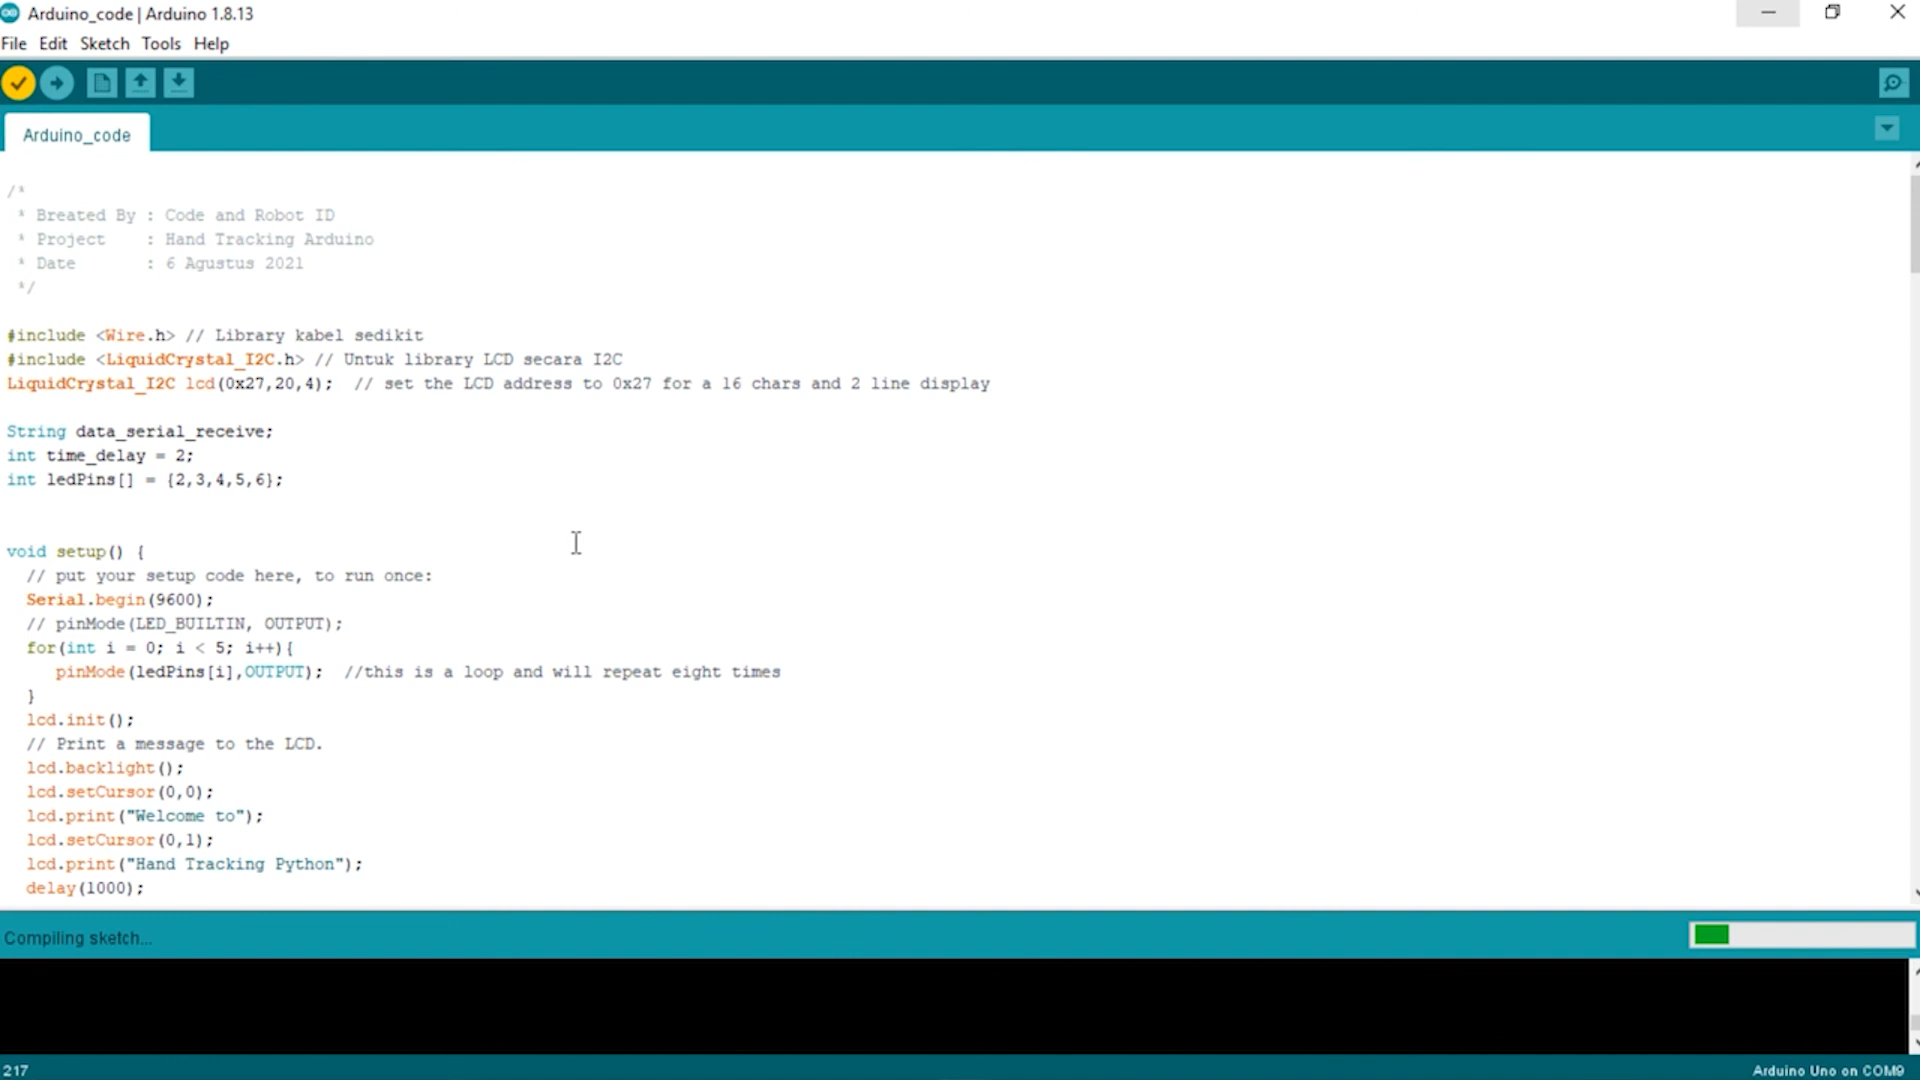 Arduino_code | Arduino 1.8.13
File Edit Sketch Tools Help
Arduino_code
/*
 * Breated By : Code and Robot ID
 * Project    : Hand Tracking Arduino
 * Date       : 6 Agustus 2021
 */
#include <Wire.h> // Library kabel sedikit
#include <LiquidCrystal_I2C.h> // Untuk library LCD secara I2C
LiquidCrystal_I2C lcd(0x27,20,4);  // set the LCD address to 0x27 for a 16 chars and 2 line display
String data_serial_receive;
int time_delay = 2;
int ledPins[] = {2,3,4,5,6};
void setup() {
  // put your setup code here, to run once:
  Serial.begin(9600);
  // pinMode(LED_BUILTIN, OUTPUT);
  for(int i = 0; i < 5; i++){
     pinMode(ledPins[i],OUTPUT);  //this is a loop and will repeat eight times
  }
  lcd.init();
  // Print a message to the LCD.
  lcd.backlight();
  lcd.setCursor(0,0);
  lcd.print("Welcome to");
  lcd.setCursor(0,1);
  lcd.print("Hand Tracking Python");
  delay(1000);
Compiling sketch...
217
Arduino Uno on COM9